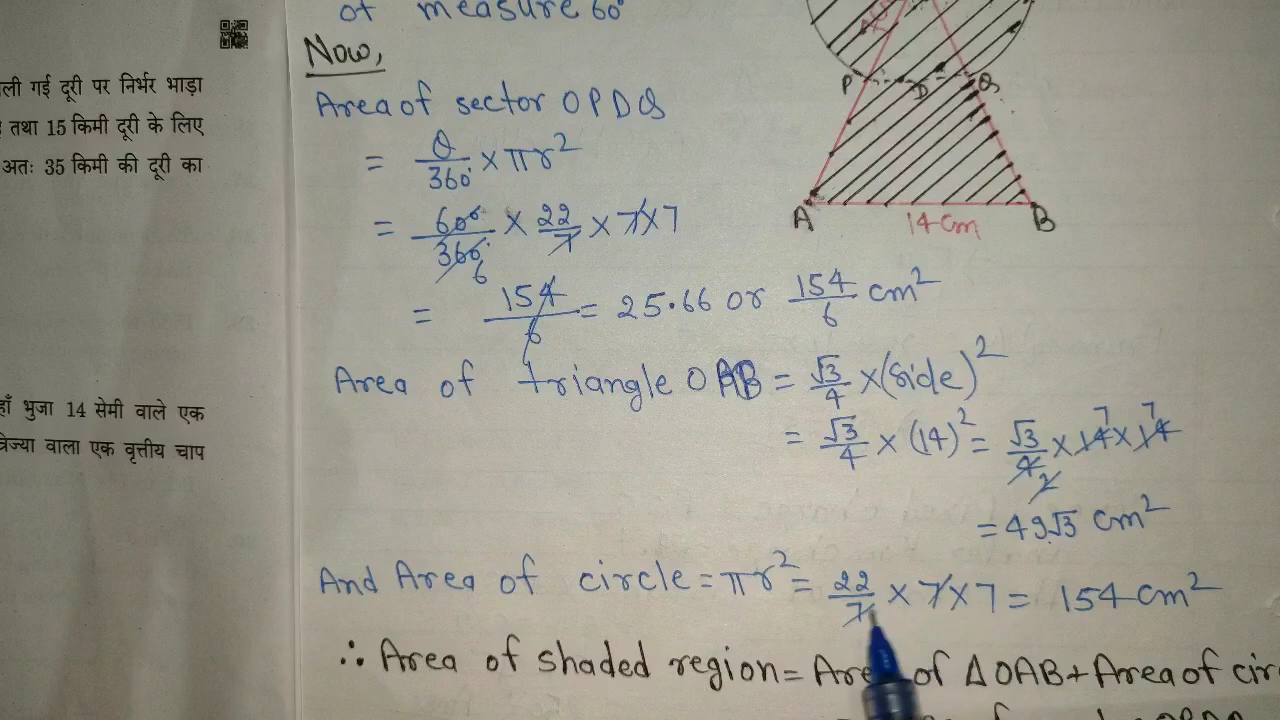 of measure 60°
Now,
Area of sector OPDQ
= θ/360° × πr²
= 60°/360° × 22/7 × 7 × 7
6
= 154/6 = 25.66 or 154/6 cm²
Area of triangle OAB = √3/4 × (side)²
= √3/4 × (14)² = √3/4 × 14 × 14
7 7
2
= 49√3 cm²
And Area of circle = πr² = 22/7 × 7 × 7 = 154 cm²
∴ Area of shaded region = Area of ΔOAB + Area of cir
P D Q
A 14 cm B
ली गई दूरी पर निर्भर भाड़ा
तथा 15 किमी दूरी के लिए
अतः 35 किमी की दूरी का
हाँ भुजा 14 सेमी वाले एक
त्रिज्या वाला एक वृत्तीय चाप